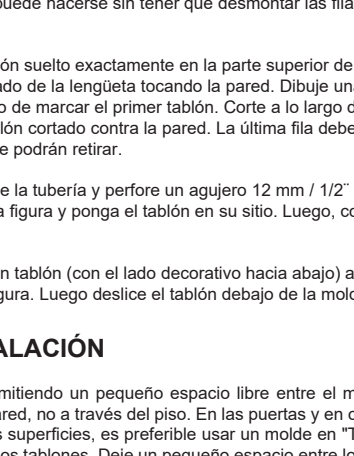 puede hacerse sin tener que desmontar las fila
ón suelto exactamente en la parte superior de
ado de la lengüeta tocando la pared. Dibuje una
o de marcar el primer tablón. Corte a lo largo d
lón cortado contra la pared. La última fila debe
e podrán retirar.
e la tubería y perfore un agujero 12 mm / 1/2¨
a figura y ponga el tablón en su sitio. Luego, co
n tablón (con el lado decorativo hacia abajo) a
gura. Luego deslice el tablón debajo de la mold
ALACIÓN
mitiendo un pequeño espacio libre entre el m
ared, no a través del piso. En las puertas y en o
s superficies, es preferible usar un molde en "T
os tablones. Deje un pequeño espacio entre lo